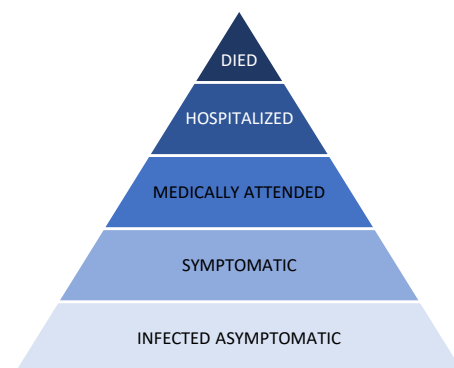 DIED
HOSPITALIZED
MEDICALLY ATTENDED
SYMPTOMATIC
INFECTED ASYMPTOMATIC